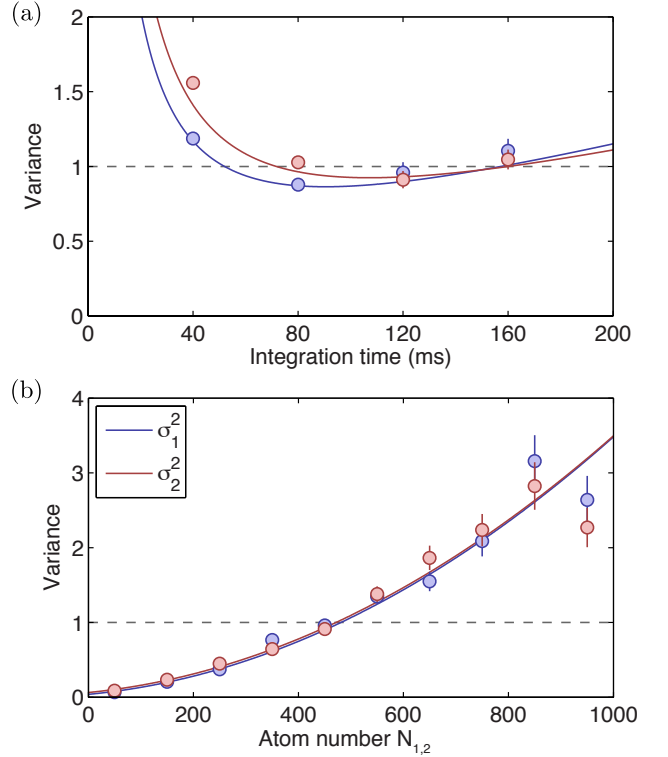 (a)
2
1.5
1
0.5
0
Variance
0 40 80 120 160 200
Integration time (ms)
(b)
4
3
2
1
0
Variance
σ₁²
σ₂²
0 200 400 600 800 1000
Atom number N₁,₂